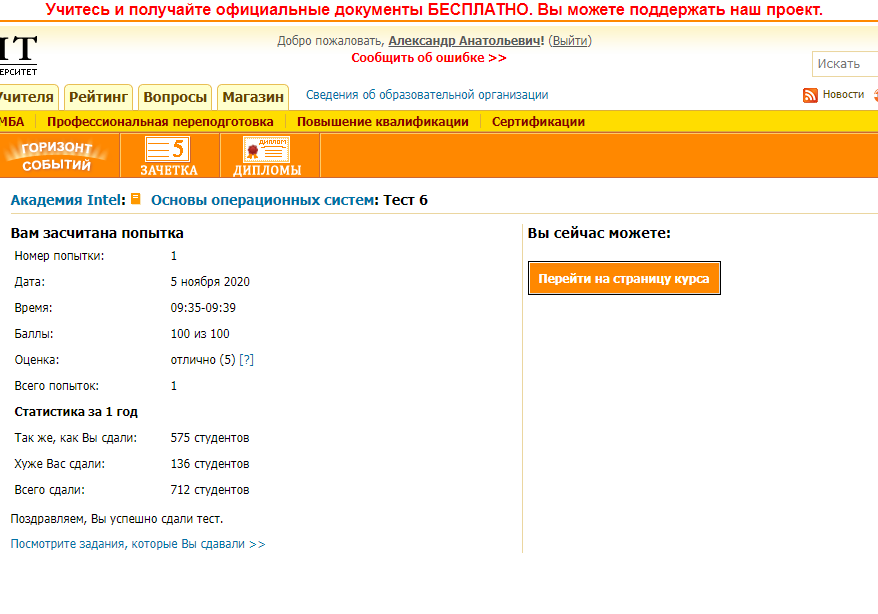 Учитесь и получайте официальные документы БЕСПЛАТНО. Вы можете поддержать наш проект.
Добро пожаловать, Александр Анатольевич! (Выйти)
Сообщить об ошибке >>
Искать
Учителя Рейтинг Вопросы Магазин Сведения об образовательной организации Новости
МБА Профессиональная переподготовка Повышение квалификации Сертификации
ГОРИЗОНТ
СОБЫТИЙ
5
ЗАЧЕТКА
ДИПЛОМ
ДИПЛОМЫ
Академия Intel: Основы операционных систем: Тест 6
Вам засчитана попытка
Номер попытки: 1
Дата: 5 ноября 2020
Время: 09:35-09:39
Баллы: 100 из 100
Оценка: отлично (5) [?]
Всего попыток: 1
Статистика за 1 год
Так же, как Вы сдали: 575 студентов
Хуже Вас сдали: 136 студентов
Всего сдали: 712 студентов
Поздравляем, Вы успешно сдали тест.
Посмотрите задания, которые Вы сдавали >>
Вы сейчас можете:
Перейти на страницу курса